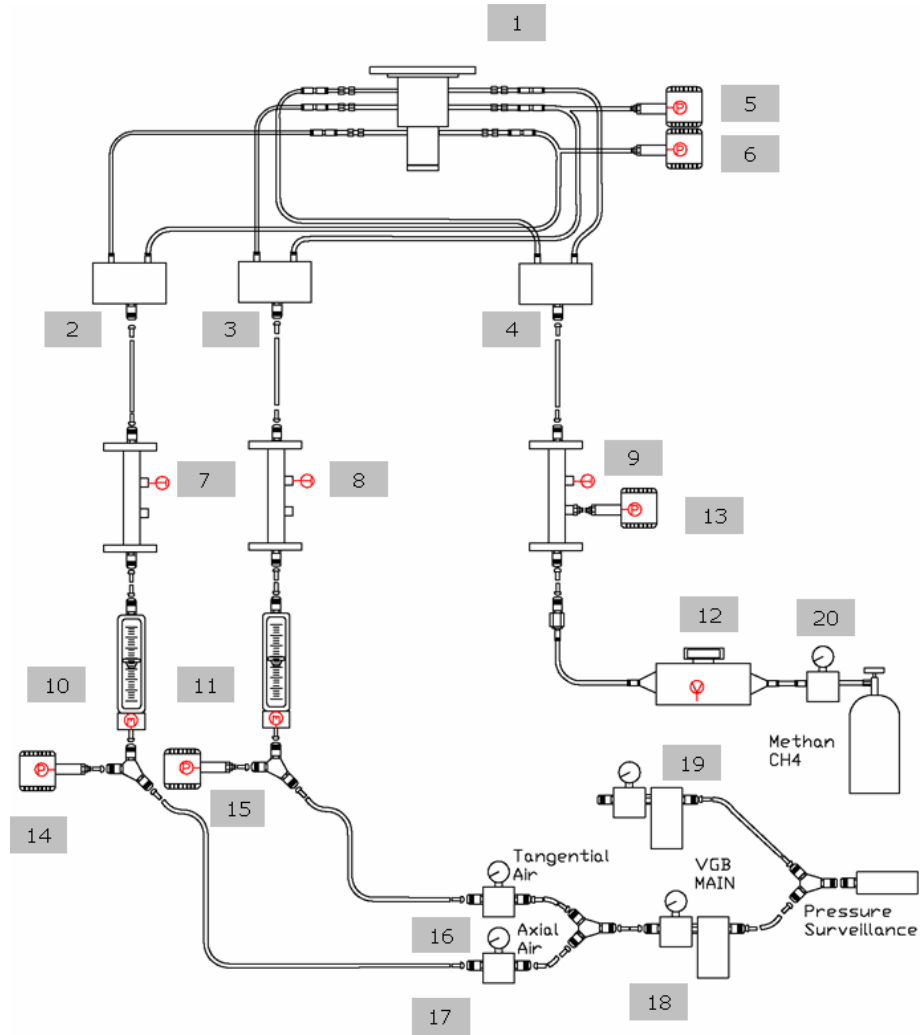 1
5
6
2
3
4
7
8
9
13
12
20
10
11
Methan
CH4
19
14
15
Tangential
Air
VGB
MAIN
16
Axial
Air
Pressure
Surveillance
17
18
P
P
P
V
M
M
P
P